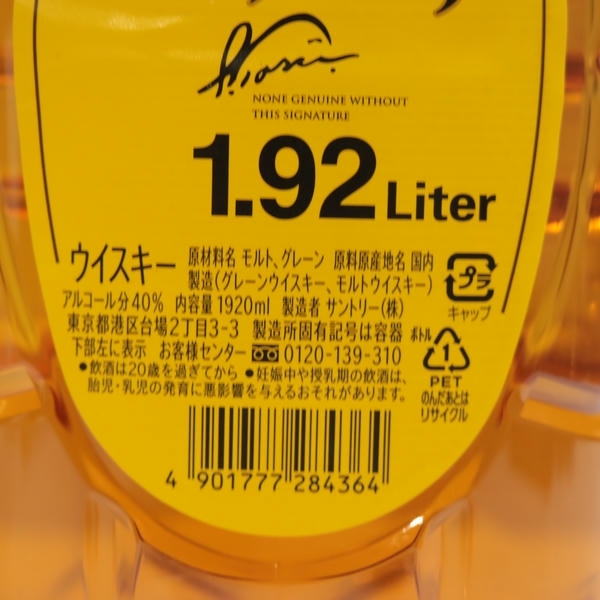 NONE GENUINE WITHOUT
THIS SIGNATURE
1.92 Liter
ウイスキー 原材料名 モルト、グレーン 原料原産地名 国内
製造(グレーンウイスキー、モルトウイスキー)
アルコール分40% 内容量1920ml 製造者 サントリー(株)
東京都港区台場2丁目3-3 製造所固有記号は容器
下部左に表示 お客様センター 0120-139-310
●飲酒は20歳を過ぎてから ●妊娠中や授乳期の飲酒は、
胎児・乳児の発育に悪影響を与えるおそれがあります。
プラ
キャップ
ボトル
1
PET
のんだあとは
リサイクル
4 901777 284364